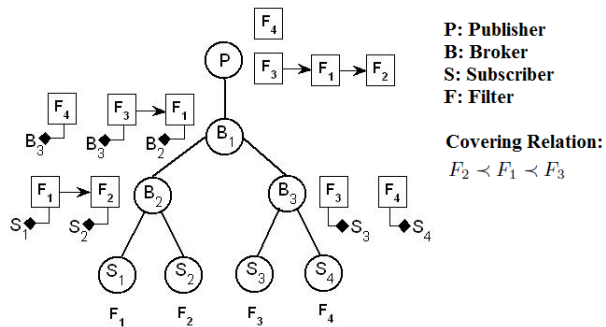 F4
P: Publisher
B: Broker
S: Subscriber
F: Filter
P
F3 F1 F2
F4 F3 F1
B3 B3 B2
B1
Covering Relation:
F2 ≺ F1 ≺ F3
F1 F2 B2 B3 F3 F4
S1 S2 S3 S4
S1 S2 S3 S4
F1 F2 F3 F4